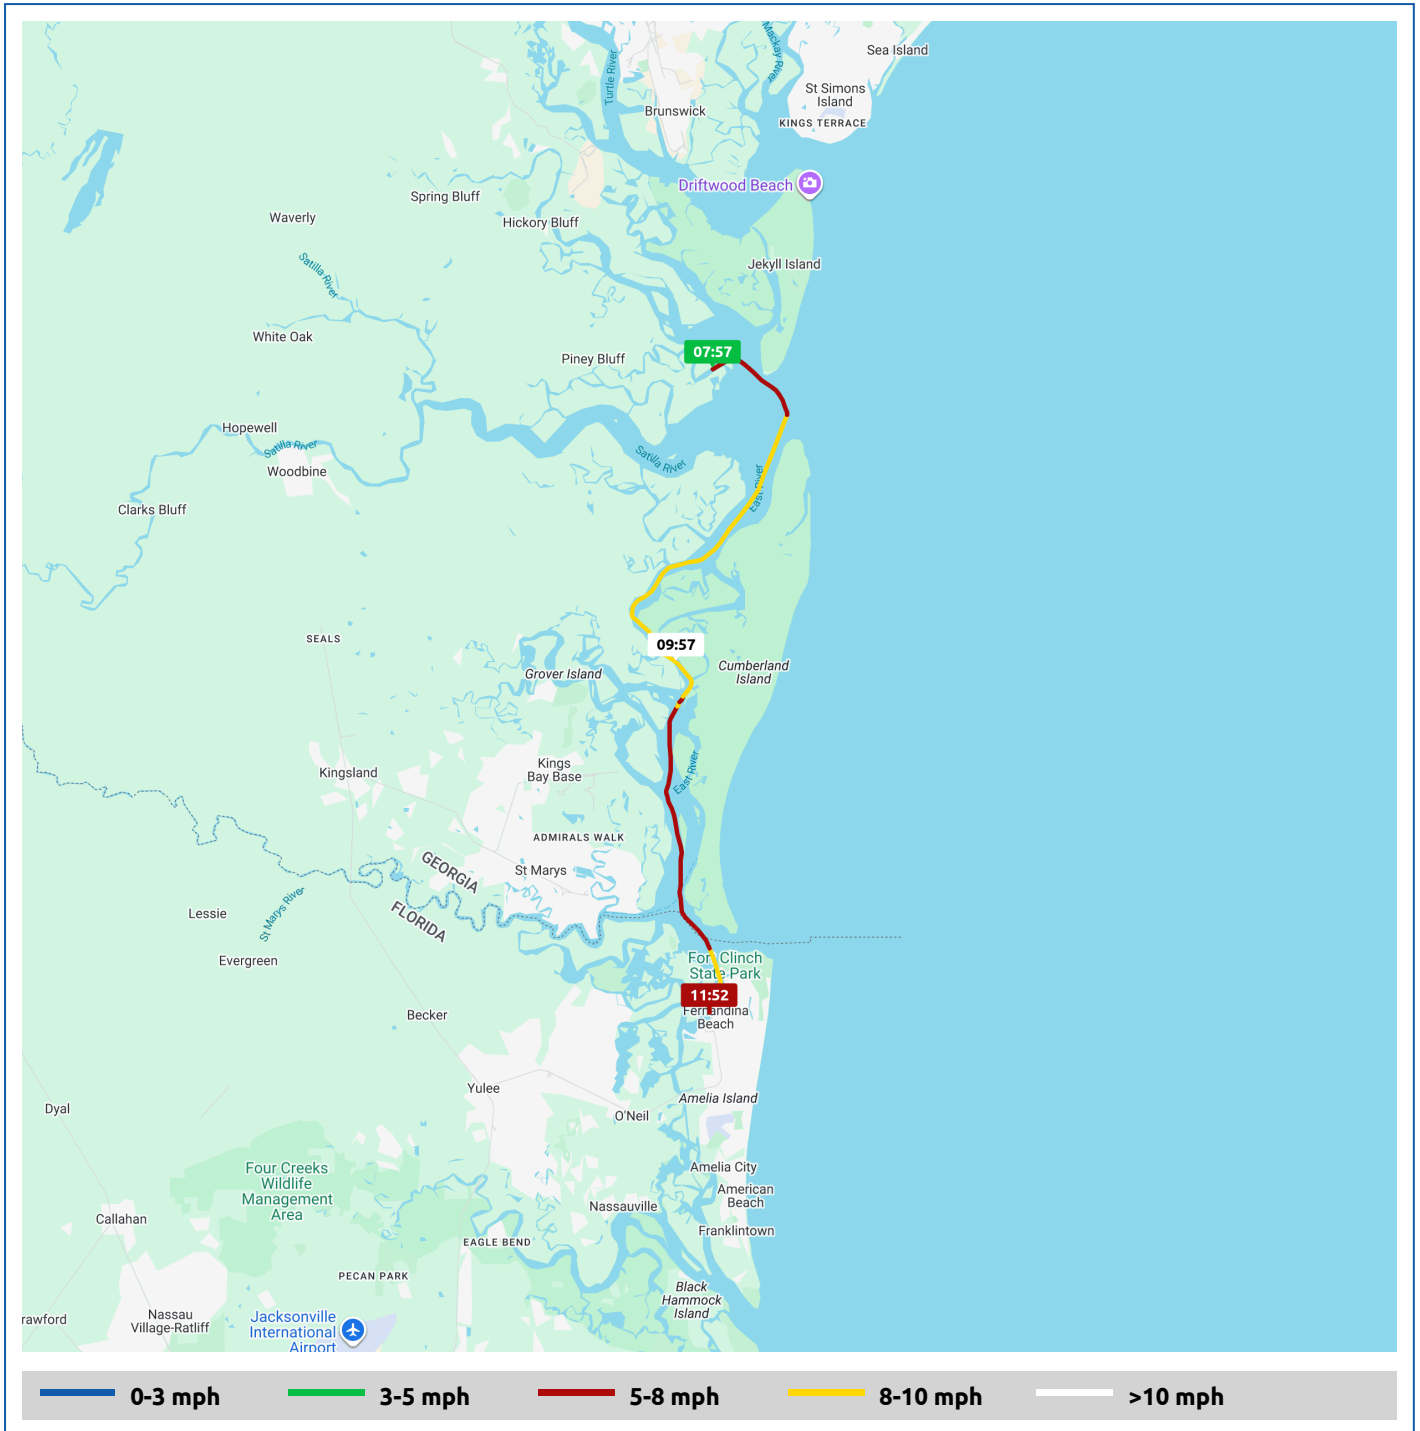 Sea Island
Mackay River
Turtle River
St Simons
Island
Brunswick
KINGS TERRACE
Driftwood Beach
Spring Bluff
Waverly
Hickory Bluff
Jekyll Island
Satilla River
White Oak
07:57
Piney Bluff
Hopewell
Satilla River
Satilla River
Woodbine
East River
Clarks Bluff
SEALS
09:57
Grover Island
Cumberland
Island
Kings
Bay Base
Kingsland
East River
ADMIRALS WALK
St Marys
GEORGIA
FLORIDA
Lessie
St Marys River
Evergreen
Fort Clinch
State Park
11:52
Fernandina
Beach
Becker
Yulee
Amelia Island
Dyal
O'Neil
Four Creeks
Wildlife
Management
Area
Amelia City
American
Beach
Nassauville
Callahan
Franklintown
EAGLE BEND
PECAN PARK
Black
Hammock
Island
rawford
Nassau
Village-Ratliff
Jacksonville
International
Airport
0-3 mph
3-5 mph
5-8 mph
8-10 mph
>10 mph